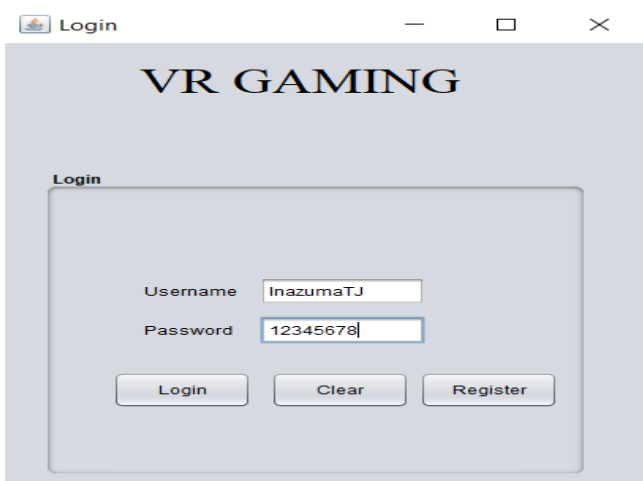 Login
VR GAMING
Login
Username InazumaTJ
Password 12345678
Login Clear Register